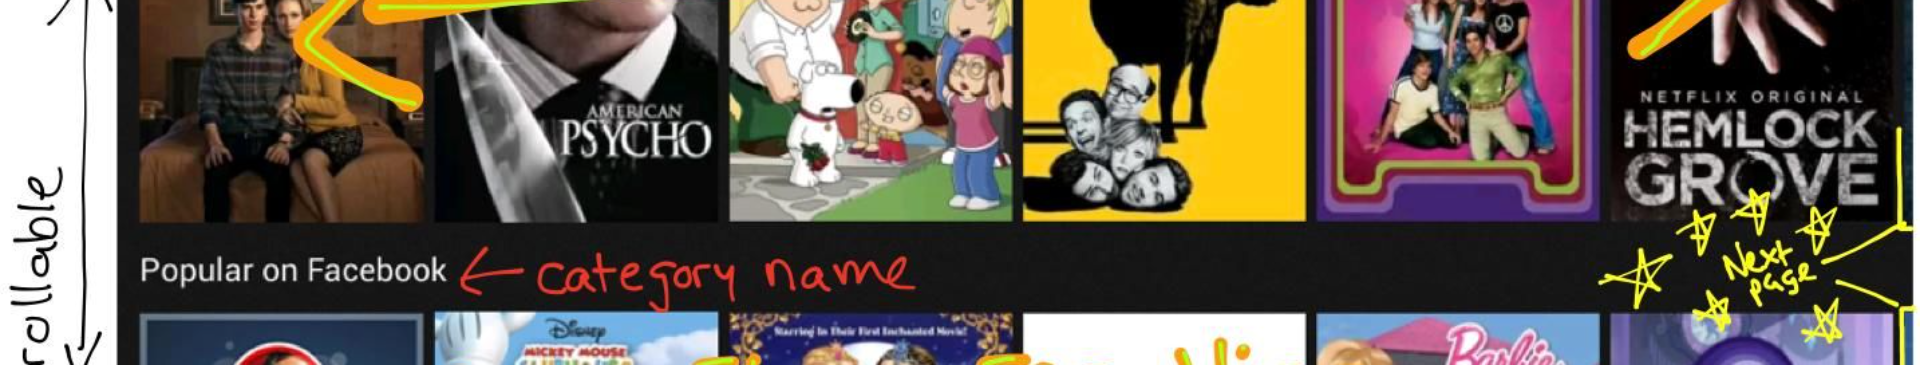 AMERICAN
PSYCHO
NETFLIX ORIGINAL
HEMLOCK
GROVE
rollable
Popular on Facebook
category name
Next
page
Disney
MICKEY MOUSE
Starring In Their First Enchanted Movie!
Barbie